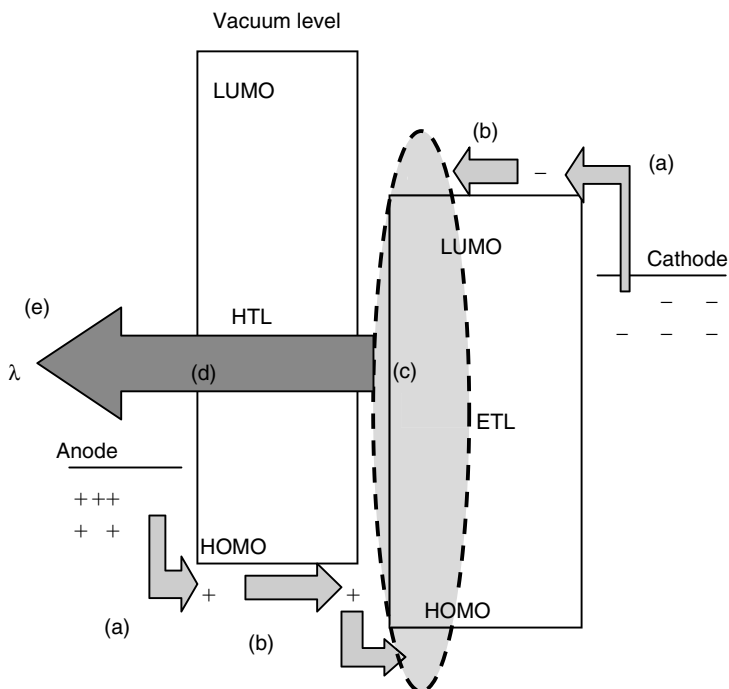 Vacuum level
LUMO
(b)
(a)
–
LUMO
Cathode
(e)
HTL
– –
– – –
λ
(d)
(c)
ETL
Anode
+++
+ +
HOMO
+
+
HOMO
(a)
(b)